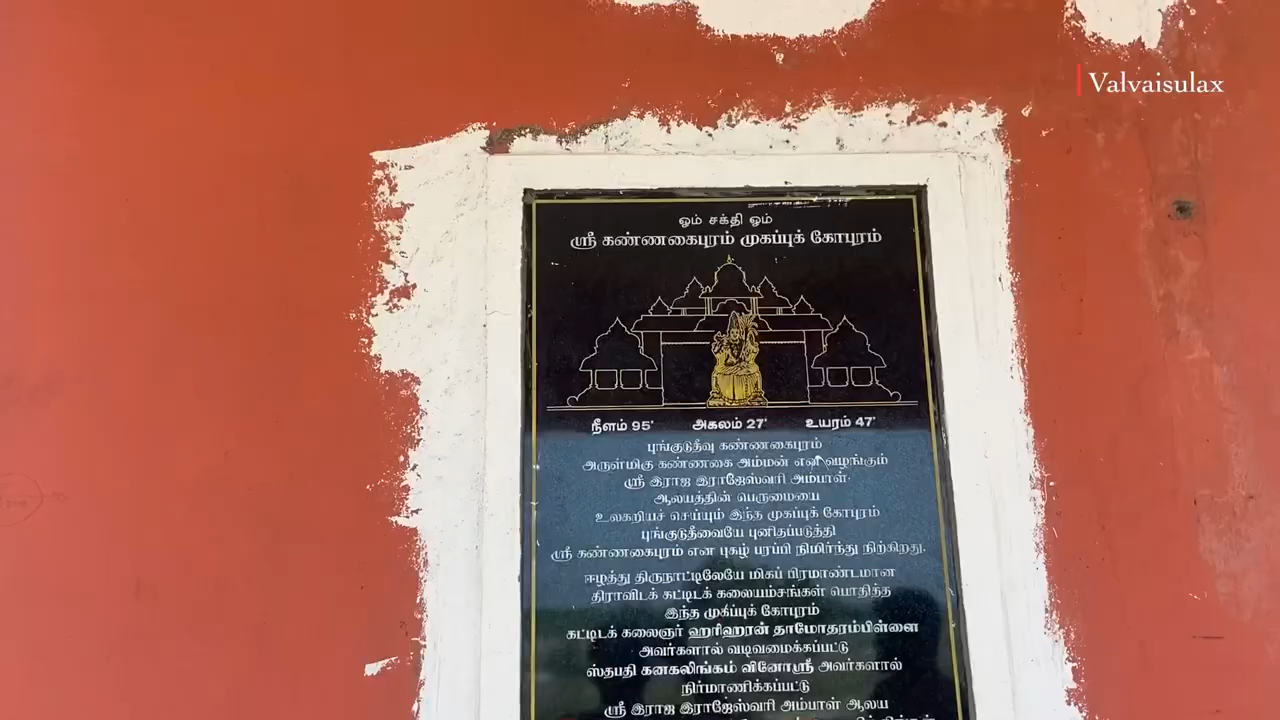 Valvaisulax
ஓம் சக்தி ஓம்
ஸ்ரீ கண்ணகைபுரம் முகப்புக் கோபுரம்
நீளம் 95' அகலம் 27' உயரம் 47'
புங்குடுதீவு கண்ணகைபுரம்
அருள்மிகு கண்ணகை அம்மன் என வழங்கும்
ஸ்ரீ இராஜ இராஜேஸ்வரி அம்பாள்
ஆலயத்தின் பெருமையை
உலகறியச் செய்யும் இந்த முகப்புக் கோபுரம்
புங்குடுதீவையே புனிதப்படுத்தி
ஸ்ரீ கண்ணகைபுரம் என புகழ் பரப்பி நிமிர்ந்து நிற்கிறது.
ஈழத்து திருநாட்டிலேயே மிகப் பிரமாண்டமான
திராவிடக் கட்டிடக் கலையம்சங்கள் பொதித்த
இந்த முகப்புக் கோபுரம்
கட்டிடக் கலைஞர் ஹரிஹரன் தாமோதரம்பிள்ளை
அவர்களால் வடிவமைக்கப்பட்டு
ஸ்தபதி கனகலிங்கம் வினோஸ்ரீ அவர்களால்
நிர்மாணிக்கப்பட்டு
ஸ்ரீ இராஜ இராஜேஸ்வரி அம்பாள் ஆலய